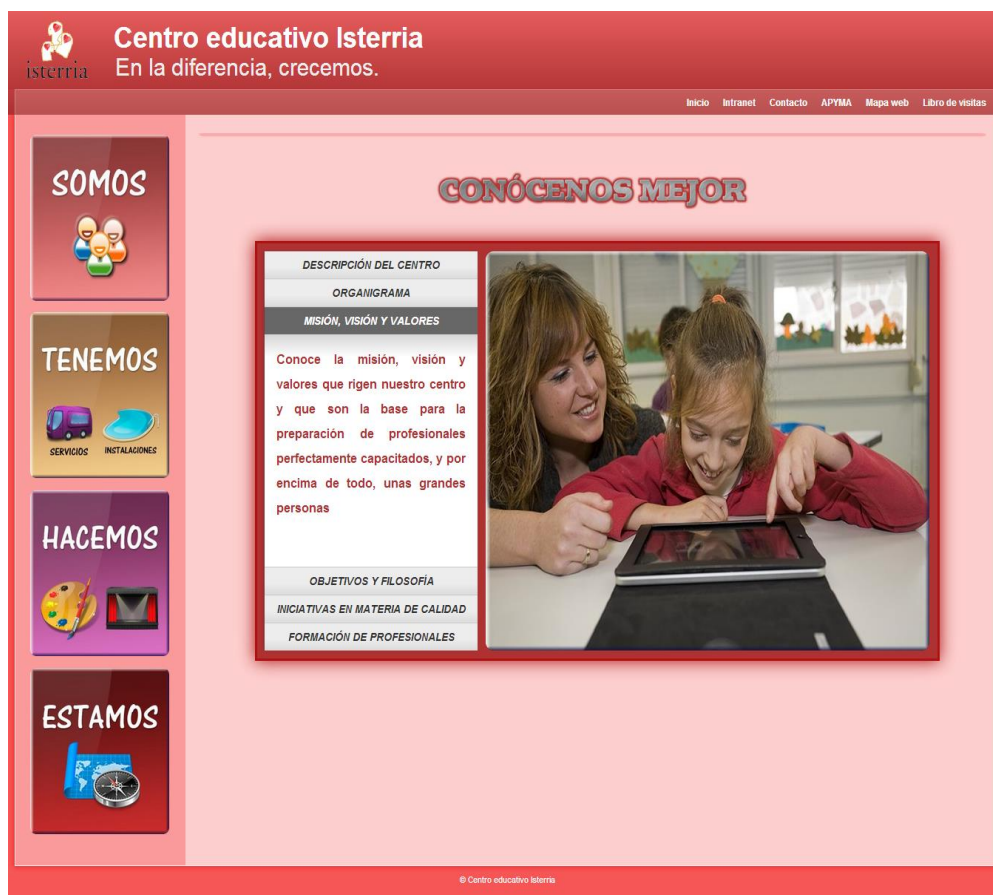 isterria
Centro educativo Isterria
En la diferencia, crecemos.
Inicio Intranet Contacto APYMA Mapa web Libro de visitas
SOMOS
TENEMOS
SERVICIOS INSTALACIONES
HACEMOS
ESTAMOS
CONÓCENOS MEJOR
DESCRIPCIÓN DEL CENTRO
ORGANIGRAMA
MISIÓN, VISIÓN Y VALORES
Conoce la misión, visión y
valores que rigen nuestro centro
y que son la base para la
preparación de profesionales
perfectamente capacitados, y por
encima de todo, unas grandes
personas
OBJETIVOS Y FILOSOFÍA
INICIATIVAS EN MATERIA DE CALIDAD
FORMACIÓN DE PROFESIONALES
© Centro educativo Isterria